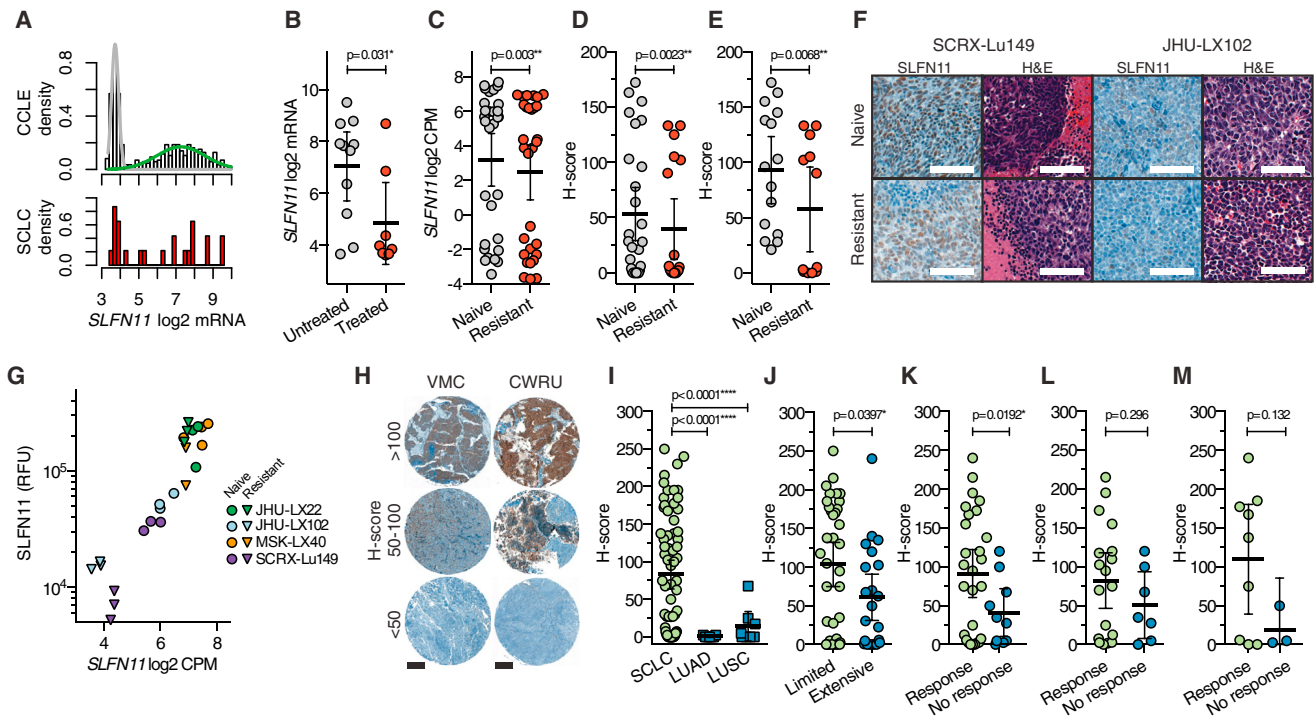 A
CCLE
density
0.8
0.4
0.0
SCLC
density
0.6
0.0
3
5
7
9
SLFN11 log2 mRNA
B
p=0.031*
SLFN11 log2 mRNA
10
8
6
4
Untreated
Treated
C
p=0.003**
SLFN11 log2 CPM
8
6
4
2
0
-2
-4
Naive
Resistant
D
p=0.0023**
H-score
200
150
100
50
0
Naive
Resistant
E
p=0.0068**
H-score
200
150
100
50
0
Naive
Resistant
F
SCRX-Lu149
JHU-LX102
SLFN11
H&E
SLFN11
H&E
Naive
Resistant
G
SLFN11 (RFU)
10⁵
10⁴
4
6
8
SLFN11 log2 CPM
Naive
Resistant
JHU-LX22
JHU-LX102
MSK-LX40
SCRX-Lu149
H
VMC
CWRU
H-score
>100
50-100
<50
I
p<0.0001****
p<0.0001****
H-score
300
250
200
150
100
50
0
SCLC
LUAD
LUSC
J
p=0.0397*
H-score
300
250
200
150
100
50
0
Limited
Extensive
K
p=0.0192*
H-score
300
250
200
150
100
50
0
Response
No response
L
p=0.296
H-score
300
250
200
150
100
50
0
Response
No response
M
p=0.132
H-score
300
250
200
150
100
50
0
Response
No response